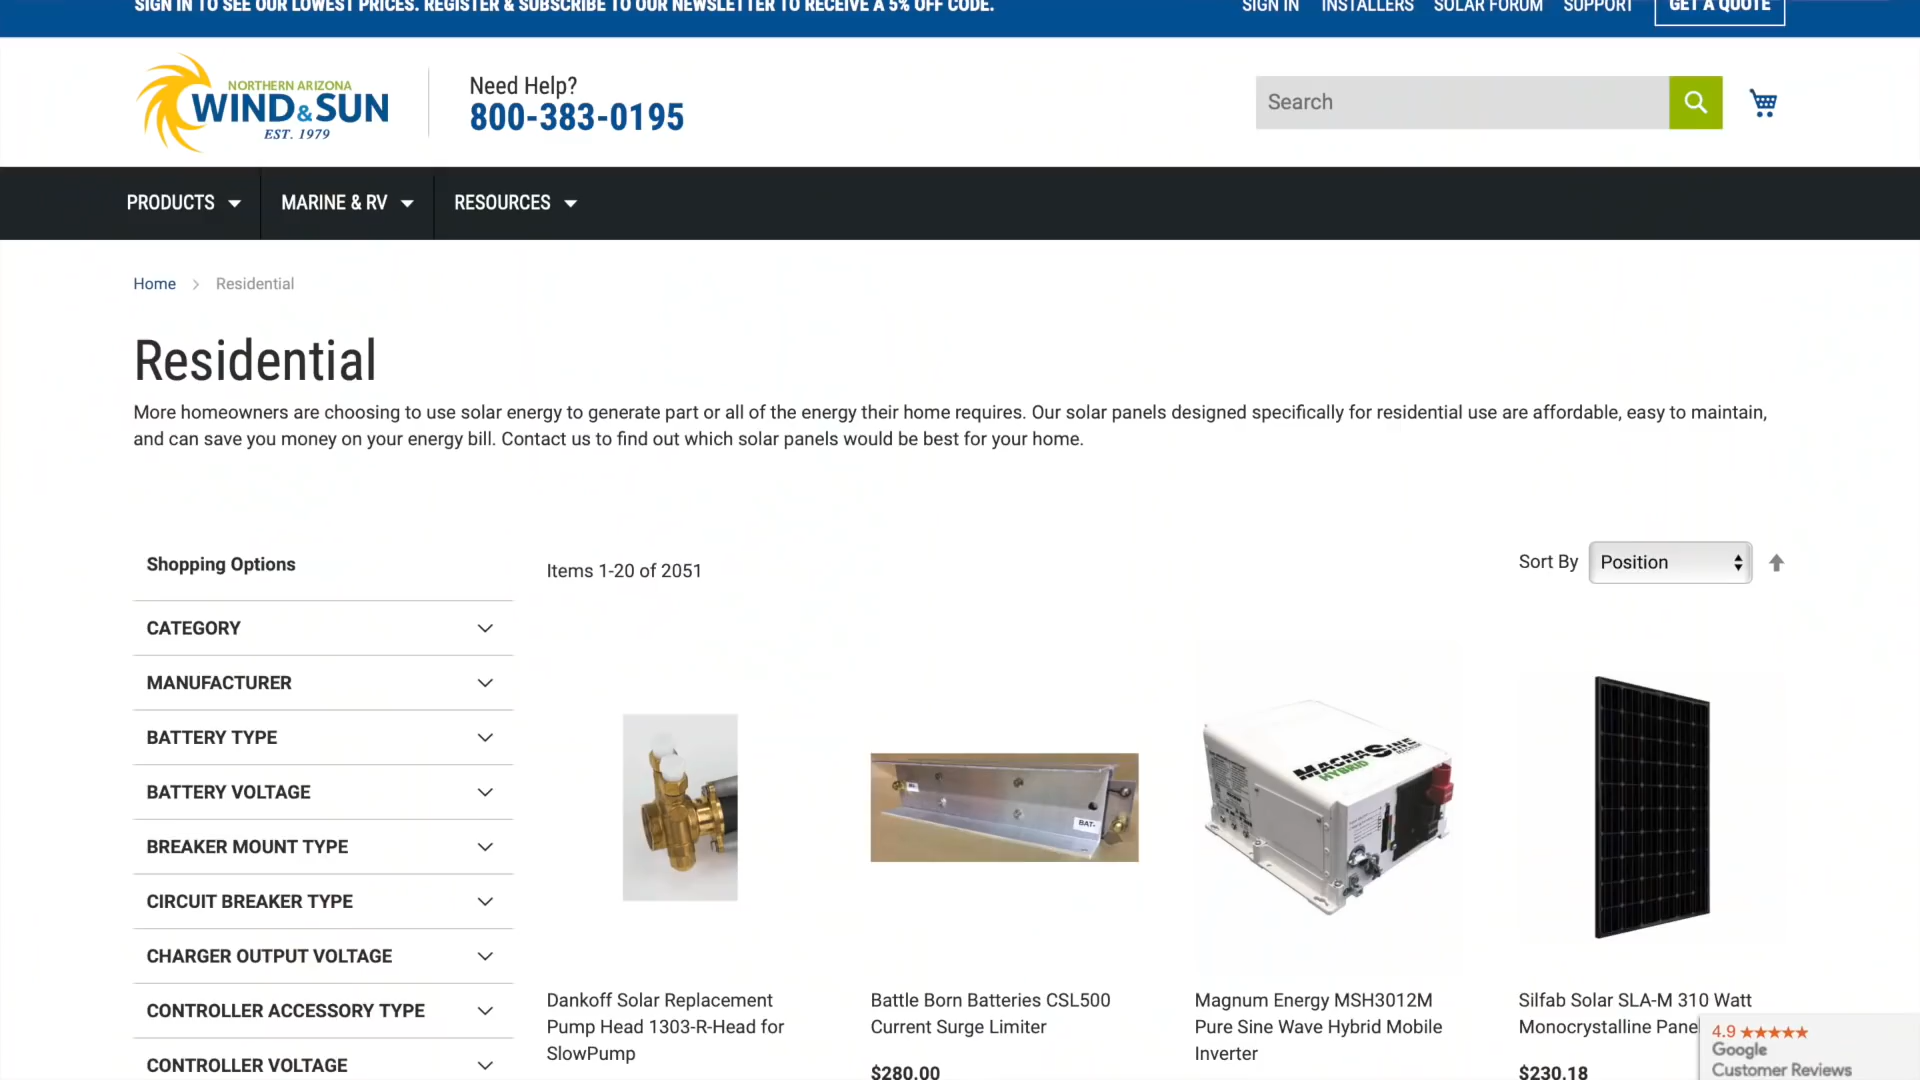 SIGN IN TO SEE OUR LOWEST PRICES. REGISTER & SUBSCRIBE TO OUR NEWSLETTER TO RECEIVE A 5% OFF CODE.
SIGN IN INSTALLERS SOLAR FORUM SUPPORT GET A QUOTE
NORTHERN ARIZONA
WIND & SUN
EST. 1979
Need Help?
800-383-0195
Search
PRODUCTS MARINE & RV RESOURCES
Home Residential
Residential
More homeowners are choosing to use solar energy to generate part or all of the energy their home requires. Our solar panels designed specifically for residential use are affordable, easy to maintain,
and can save you money on your energy bill. Contact us to find out which solar panels would be best for your home.
Shopping Options
Items 1-20 of 2051
Sort By Position
CATEGORY
MANUFACTURER
BATTERY TYPE
BATTERY VOLTAGE
BREAKER MOUNT TYPE
CIRCUIT BREAKER TYPE
CHARGER OUTPUT VOLTAGE
CONTROLLER ACCESSORY TYPE
CONTROLLER VOLTAGE
BAT-
MAGNASINE
HYBRID
Dankoff Solar Replacement
Pump Head 1303-R-Head for
SlowPump
Battle Born Batteries CSL500
Current Surge Limiter
$280.00
Magnum Energy MSH3012M
Pure Sine Wave Hybrid Mobile
Inverter
Silfab Solar SLA-M 310 Watt
Monocrystalline Pane
$230.18
4.9
Google
Customer Reviews